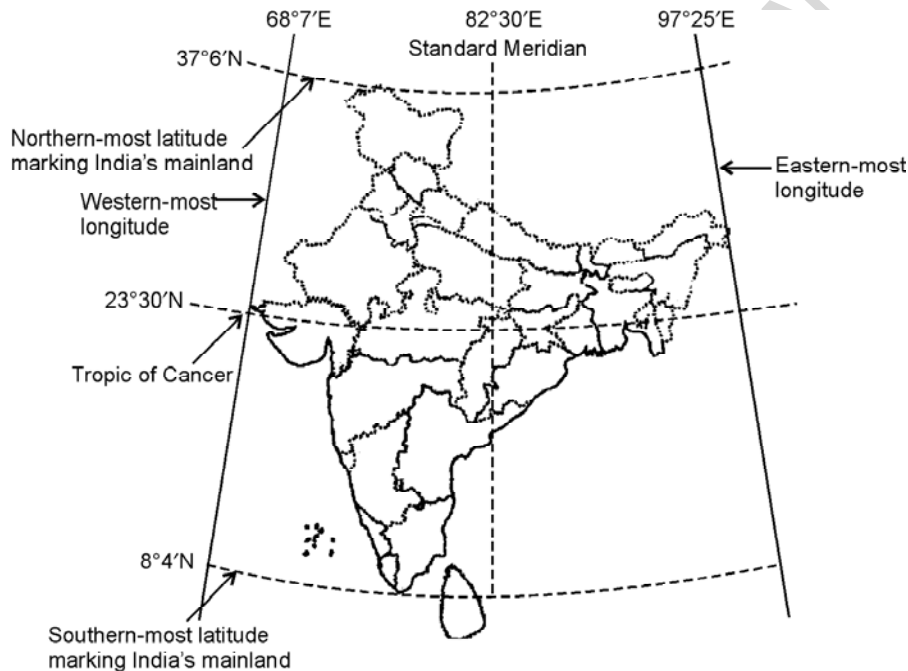 68°7′E
82°30′E
97°25′E
Standard Meridian
37°6′N
Northern-most latitude
marking India's mainland
Western-most
longitude
Eastern-most
longitude
23°30′N
Tropic of Cancer
8°4′N
Southern-most latitude
marking India's mainland